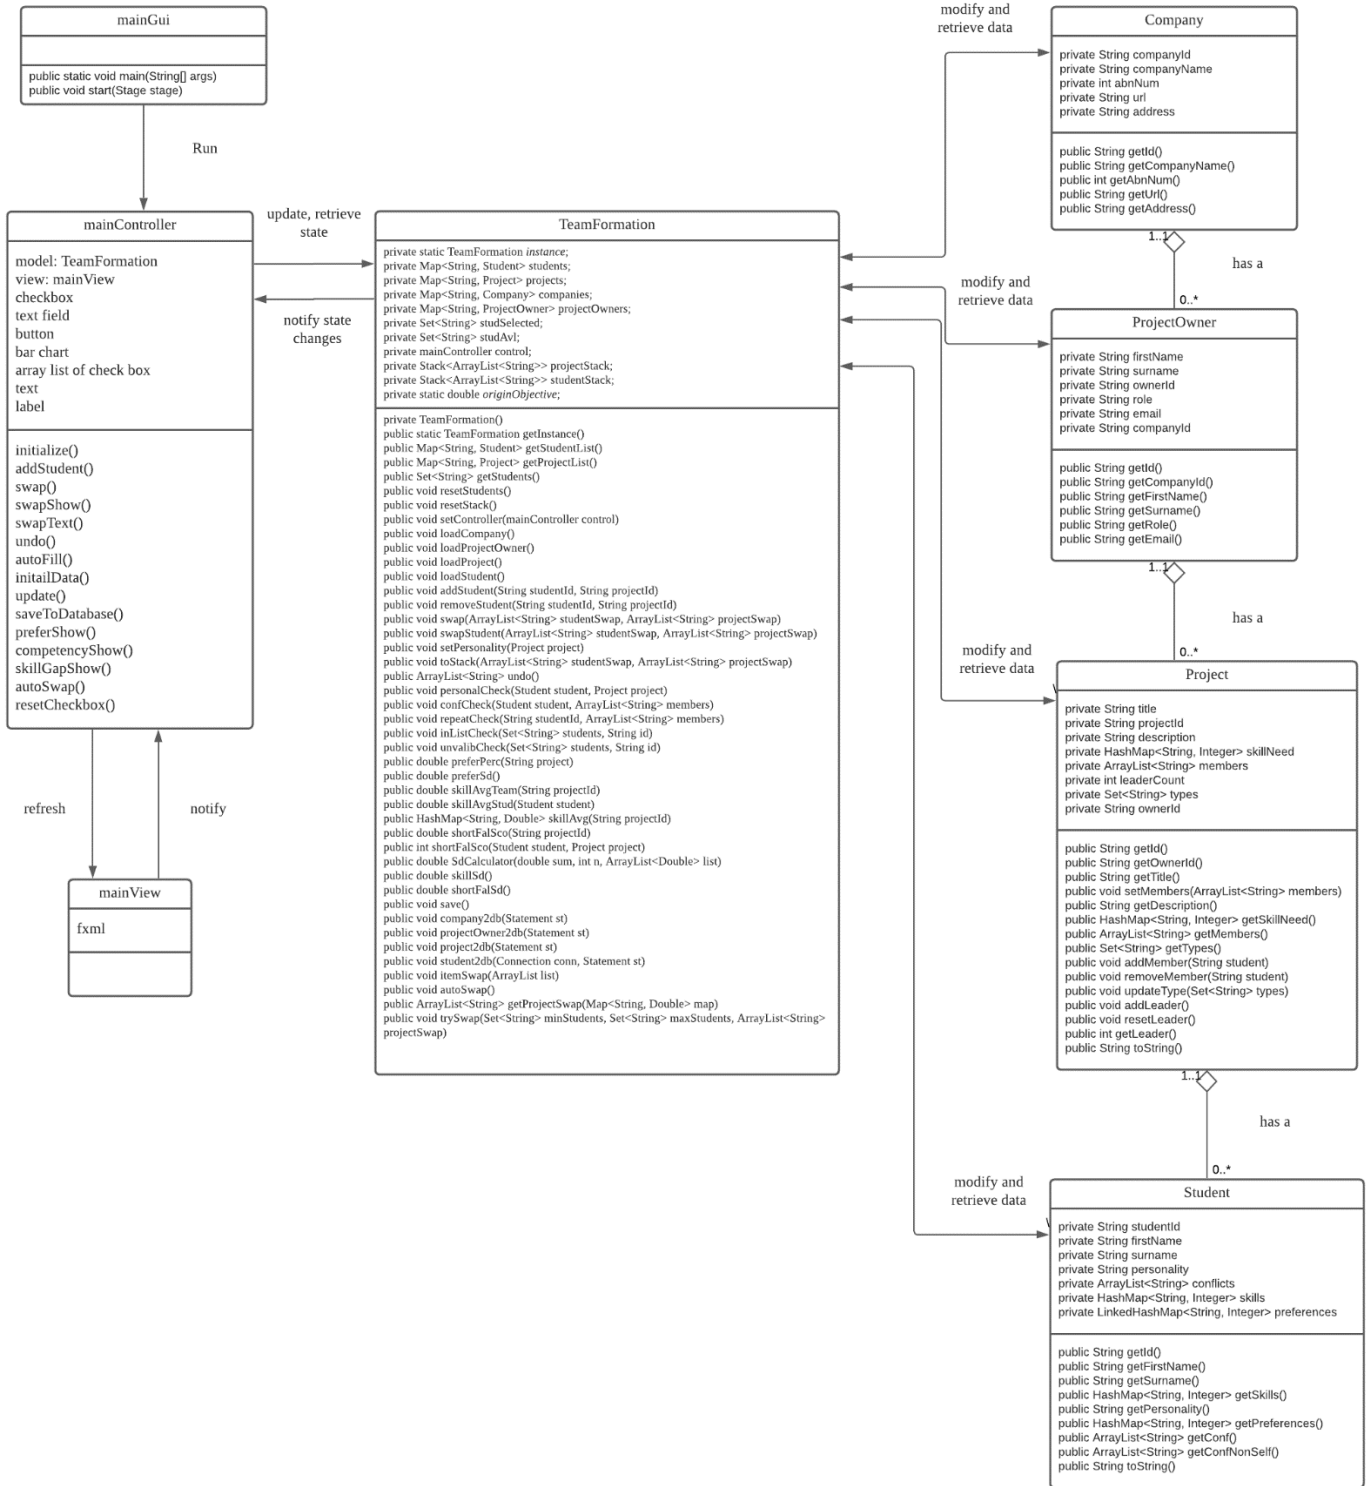 mainGui
public static void main(String[] args)
public void start(Stage stage)
Run
mainController
model: TeamFormation
view: mainView
checkbox
text field
button
bar chart
array list of check box
text
label
initialize()
addStudent()
swap()
swapShow()
swapText()
undo()
autoFill()
initailData()
update()
saveToDatabase()
preferShow()
competencyShow()
skillGapShow()
autoSwap()
resetCheckbox()
refresh
notify
mainView
fxml
update, retrieve
state
notify state
changes
TeamFormation
private static TeamFormation instance;
private Map<String, Student> students;
private Map<String, Project> projects;
private Map<String, Company> companies;
private Map<String, ProjectOwner> projectOwners;
private Set<String> studSelected;
private Set<String> studAvl;
private mainController control;
private Stack<ArrayList<String>> projectStack;
private Stack<ArrayList<String>> studentStack;
private static double originObjective;
private TeamFormation()
public static TeamFormation getInstance()
public Map<String, Student> getStudentList()
public Map<String, Project> getProjectList()
public Set<String> getStudents()
public void resetStudents()
public void resetStack()
public void setController(mainController control)
public void loadCompany()
public void loadProjectOwner()
public void loadProject()
public void loadStudent()
public void addStudent(String studentId, String projectId)
public void removeStudent(String studentId, String projectId)
public void swap(ArrayList<String> studentSwap, ArrayList<String> projectSwap)
public void swapStudent(ArrayList<String> studentSwap, ArrayList<String> projectSwap)
public void setPersonality(Project project)
public void toStack(ArrayList<String> studentSwap, ArrayList<String> projectSwap)
public ArrayList<String> undo()
public void personalCheck(Student student, Project project)
public void confCheck(Student student, ArrayList<String> members)
public void repeatCheck(String studentId, ArrayList<String> members)
public void inListCheck(Set<String> students, String id)
public void unvalibCheck(Set<String> students, String id)
public double preferPerc(String project)
public double preferSd()
public double skillAvgTeam(String projectId)
public double skillAvgStud(Student student)
public HashMap<String, Double> skillAvg(String projectId)
public double shortFalSco(String projectId)
public int shortFalSco(Student student, Project project)
public double SdCalculator(double sum, int n, ArrayList<Double> list)
public double skillSd()
public double shortFalSd()
public void save()
public void company2db(Statement st)
public void projectOwner2db(Statement st)
public void project2db(Statement st)
public void student2db(Connection conn, Statement st)
public void itemSwap(ArrayList list)
public void autoSwap()
public ArrayList<String> getProjectSwap(Map<String, Double> map)
public void trySwap(Set<String> minStudents, Set<String> maxStudents, ArrayList<String>
projectSwap)
modify and
retrieve data
Company
private String companyId
private String companyName
private int abnNum
private String url
private String address
public String getId()
public String getCompanyName()
public int getAbnNum()
public String getUrl()
public String getAddress()
1..1
has a
0..*
modify and
retrieve data
ProjectOwner
private String firstName
private String surname
private String ownerId
private String role
private String email
private String companyId
public String getId()
public String getCompanyId()
public String getFirstName()
public String getSurname()
public String getRole()
public String getEmail()
1..1
has a
0..*
modify and
retrieve data
Project
private String title
private String projectId
private String description
private HashMap<String, Integer> skillNeed
private ArrayList<String> members
private int leaderCount
private Set<String> types
private String ownerId
public String getId()
public String getOwnerId()
public String getTitle()
public void setMembers(ArrayList<String> members)
public String getDescription()
public HashMap<String, Integer> getSkillNeed()
public ArrayList<String> getMembers()
public Set<String> getTypes()
public void addMember(String student)
public void removeMember(String student)
public void updateType(Set<String> types)
public void addLeader()
public void resetLeader()
public int getLeader()
public String toString()
1..1
has a
0..*
modify and
retrieve data
Student
private String studentId
private String firstName
private String surname
private String personality
private ArrayList<String> conflicts
private HashMap<String, Integer> skills
private LinkedHashMap<String, Integer> preferences
public String getId()
public String getFirstName()
public String getSurname()
public HashMap<String, Integer> getSkills()
public String getPersonality()
public HashMap<String, Integer> getPreferences()
public ArrayList<String> getConf()
public ArrayList<String> getConfNonSelf()
public String toString()